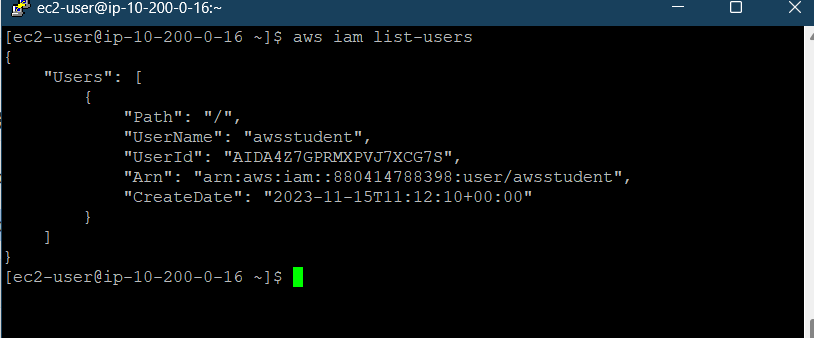 ec2-user@ip-10-200-0-16:~
[ec2-user@ip-10-200-0-16 ~]$ aws iam list-users
{
    "Users": [
        {
            "Path": "/",
            "UserName": "awsstudent",
            "UserId": "AIDA4Z7GPRMXPVJ7XCG7S",
            "Arn": "arn:aws:iam::880414788398:user/awsstudent",
            "CreateDate": "2023-11-15T11:12:10+00:00"
        }
    ]
}
[ec2-user@ip-10-200-0-16 ~]$